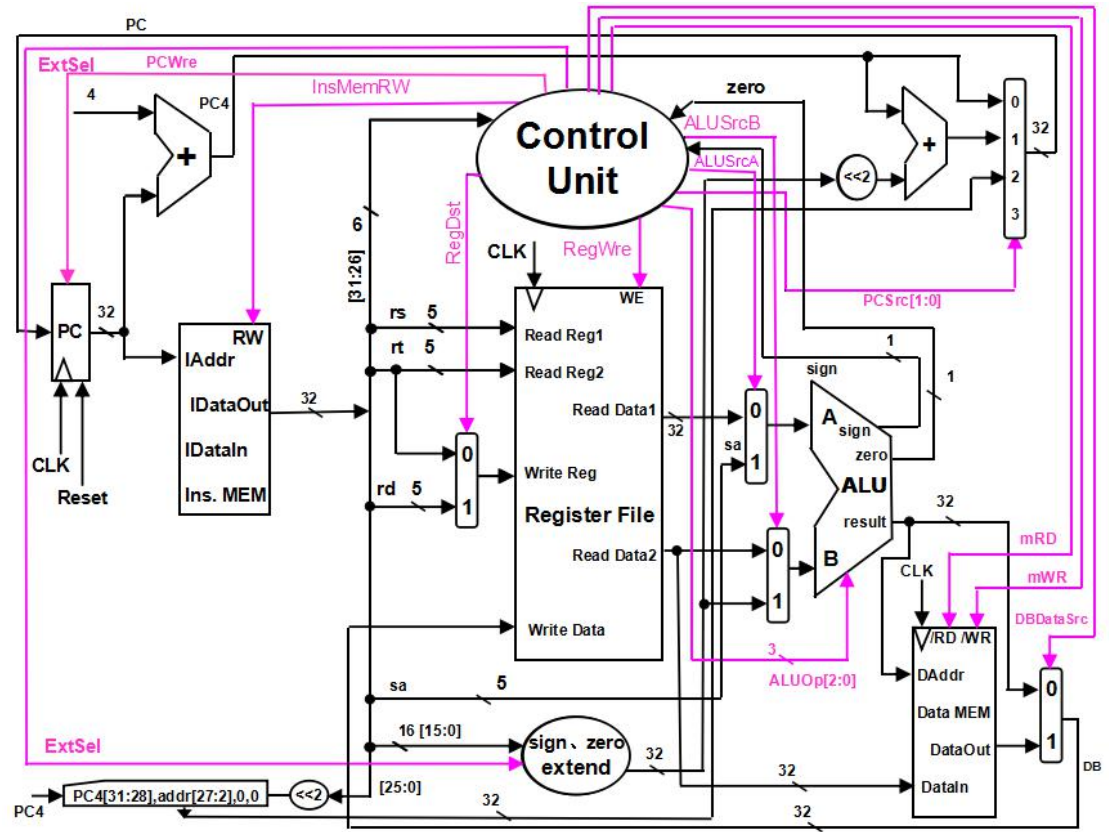 PC
ExtSel
PCWre
InsMemRW
4
PC4
+
Control
Unit
zero
ALUSrcB
ALUSrcA
<<2
+
0
1
2
3
32
PCSrc[1:0]
6
[31:26]
RegDst
CLK
RegWre
WE
PC
32
CLK
Reset
RW
IAddr
IDataOut
IDataIn
Ins. MEM
32
rs 5
rt 5
rd 5
0
1
Read Reg1
Read Reg2
Read Data1
Write Reg
Register File
Read Data2
Write Data
32
sa
0
1
0
1
sign
1
1
A
sign
zero
ALU
result
B
32
3
ALUOp[2:0]
CLK
mRD
mWR
DBDataSrc
/RD /WR
DAddr
Data MEM
DataOut
DataIn
0
1
DB
sa 5
16 [15:0]
sign、zero
extend
32
ExtSel
[25:0]
PC4
PC4[31:28],addr[27:2],0,0
<<2
32
32
32